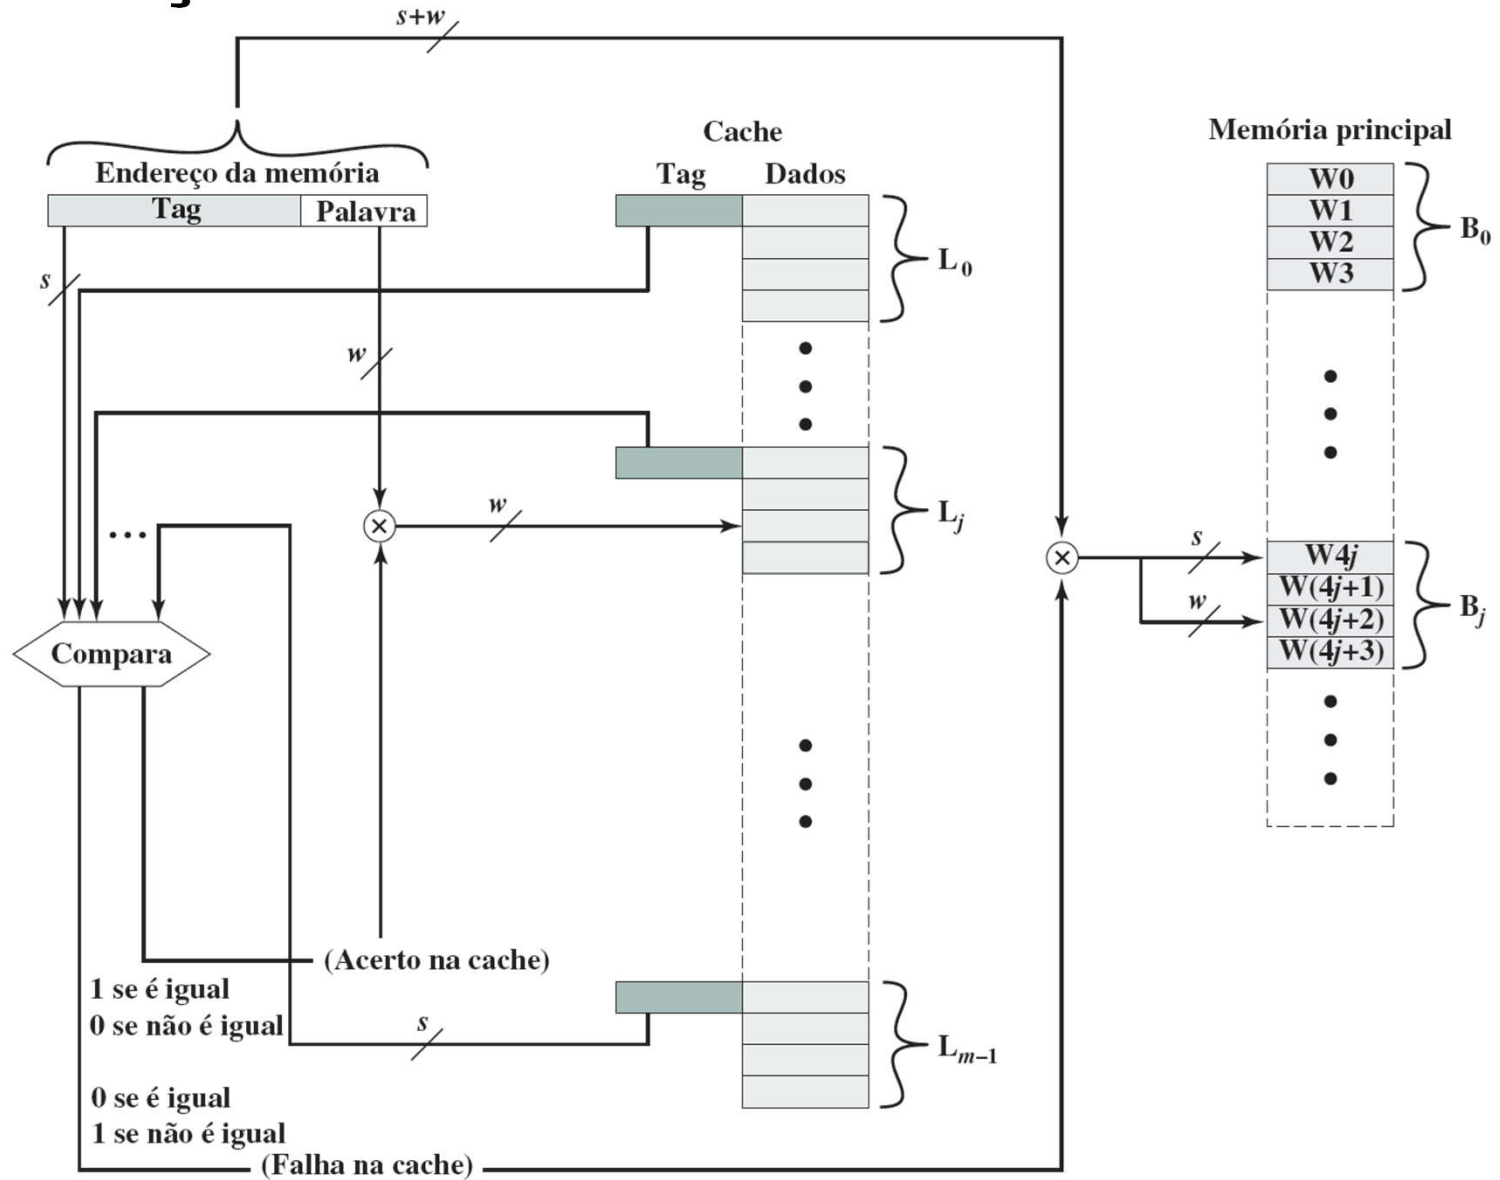 s+w
Cache
Memória principal
Endereço da memória
Tag Dados
Tag Palavra
W0
W1
W2
W3
B0
L0
s
w
Lj
w
...
s
w
W4j
W(4j+1)
W(4j+2)
W(4j+3)
Bj
Compara
(Acerto na cache)
1 se é igual
0 se não é igual
s
Lm–1
0 se é igual
1 se não é igual
(Falha na cache)